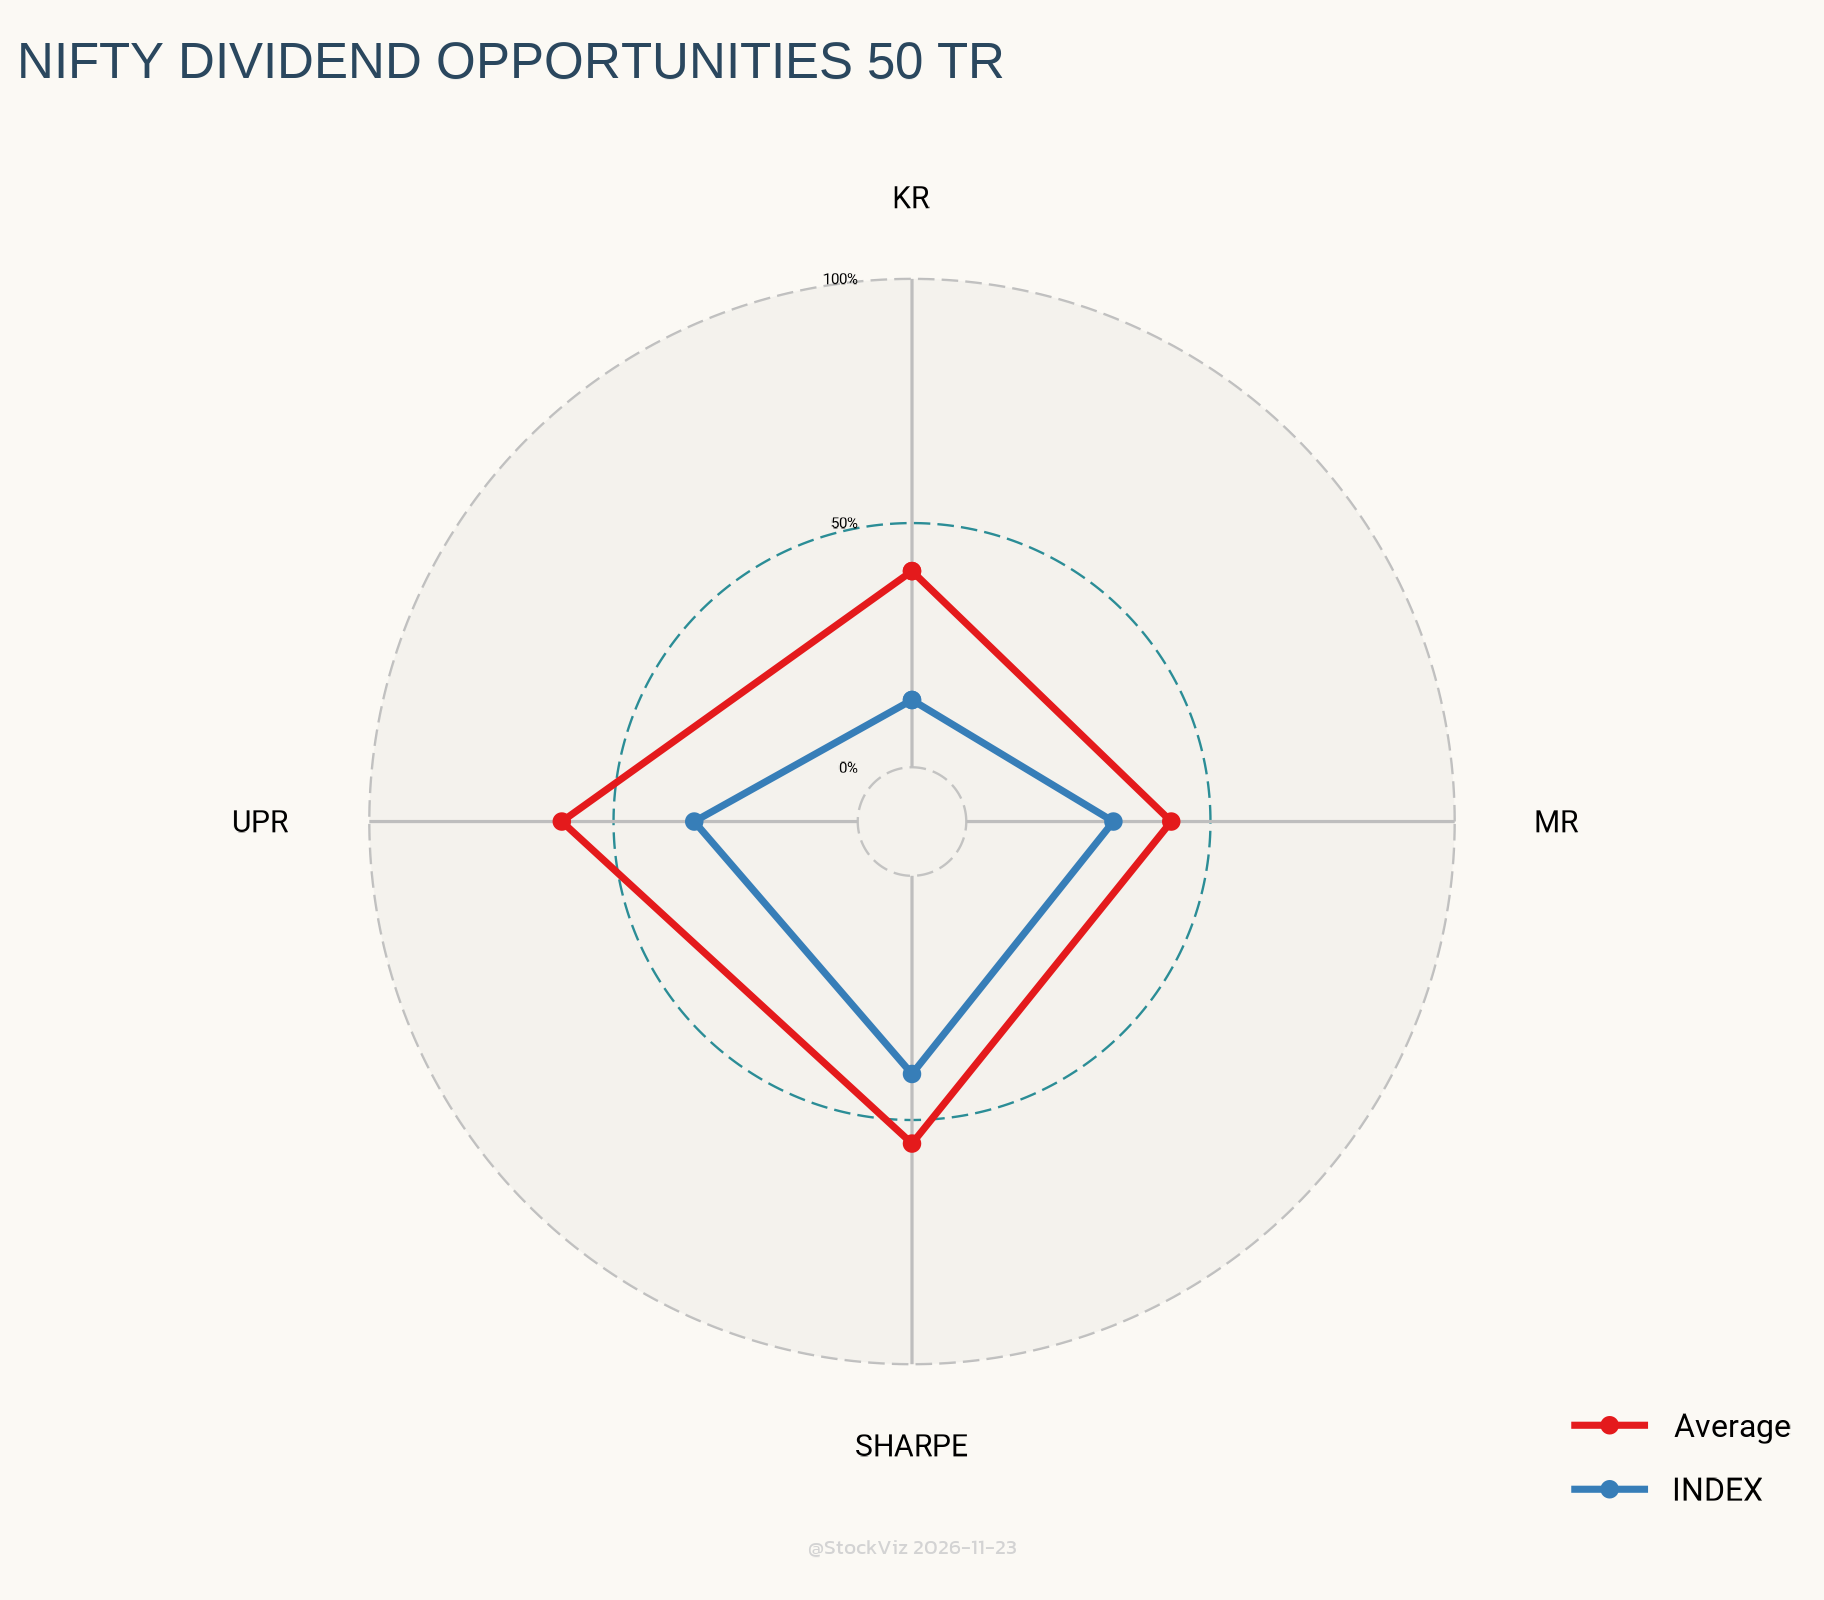 NIFTY DIVIDEND OPPORTUNITIES 50 TR
KR
100%
50%
0%
UPR
MR
SHARPE
Average
INDEX
@StockViz 2026-11-23